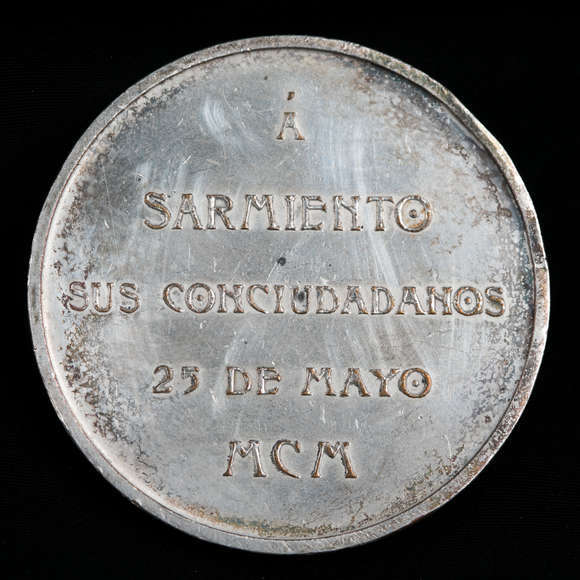 Á
SARMIENTO
SUS CONCIUDADANOS
25 DE MAYO
MCM